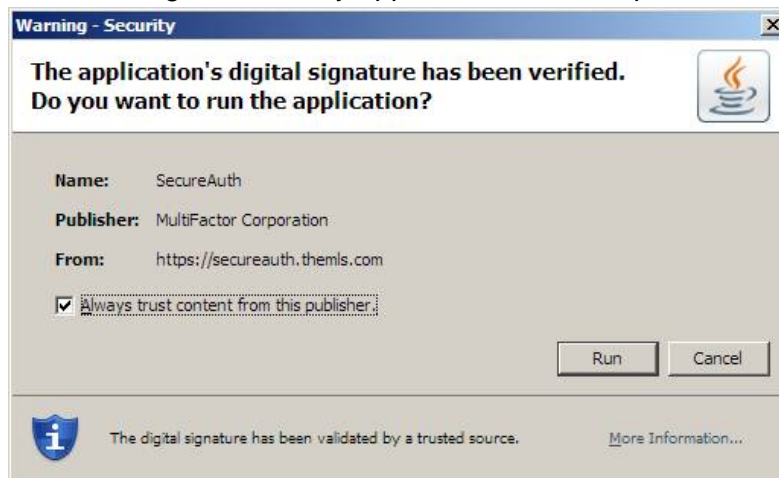 Warning - Security
The application's digital signature has been verified.
Do you want to run the application?
Name: SecureAuth
Publisher: MultiFactor Corporation
From: https://secureauth.themls.com
Always trust content from this publisher.
Run Cancel
The digital signature has been validated by a trusted source. More Information...